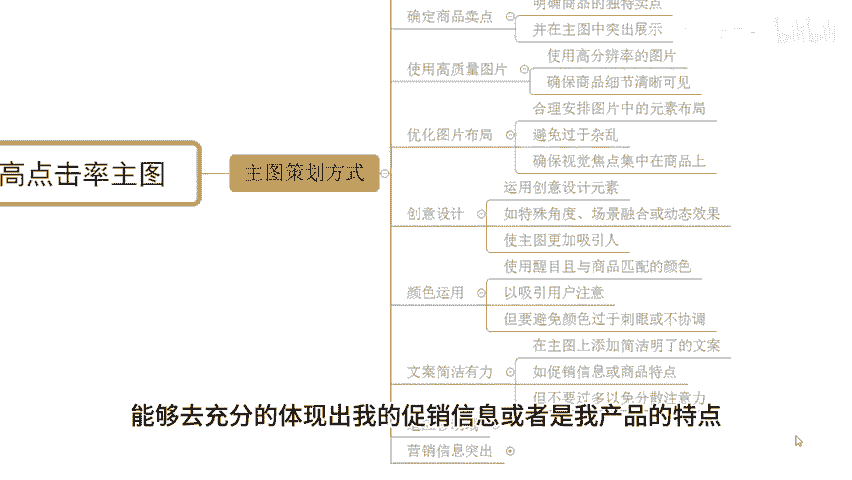 明确商品的独特卖点
确定商品卖点
并在主图中突出展示
bilibili
使用高分辨率的图片
使用高质量图片
确保商品细节清晰可见
合理安排图片中的元素布局
优化图片布局
避免过于杂乱
确保视觉焦点集中在商品上
高点击率主图
主图策划方式
运用创意设计元素
创意设计
如特殊角度、场景融合或动态效果
使主图更加吸引人
使用醒目且与商品匹配的颜色
颜色运用
以吸引用户注意
但要避免颜色过于刺眼或不协调
在主图上添加简洁明了的文案
文案简洁有力
如促销信息或商品特点
但不要过多以免分散注意力
能够去充分的体现出我的促销信息或者是我产品的特点
营销信息突出